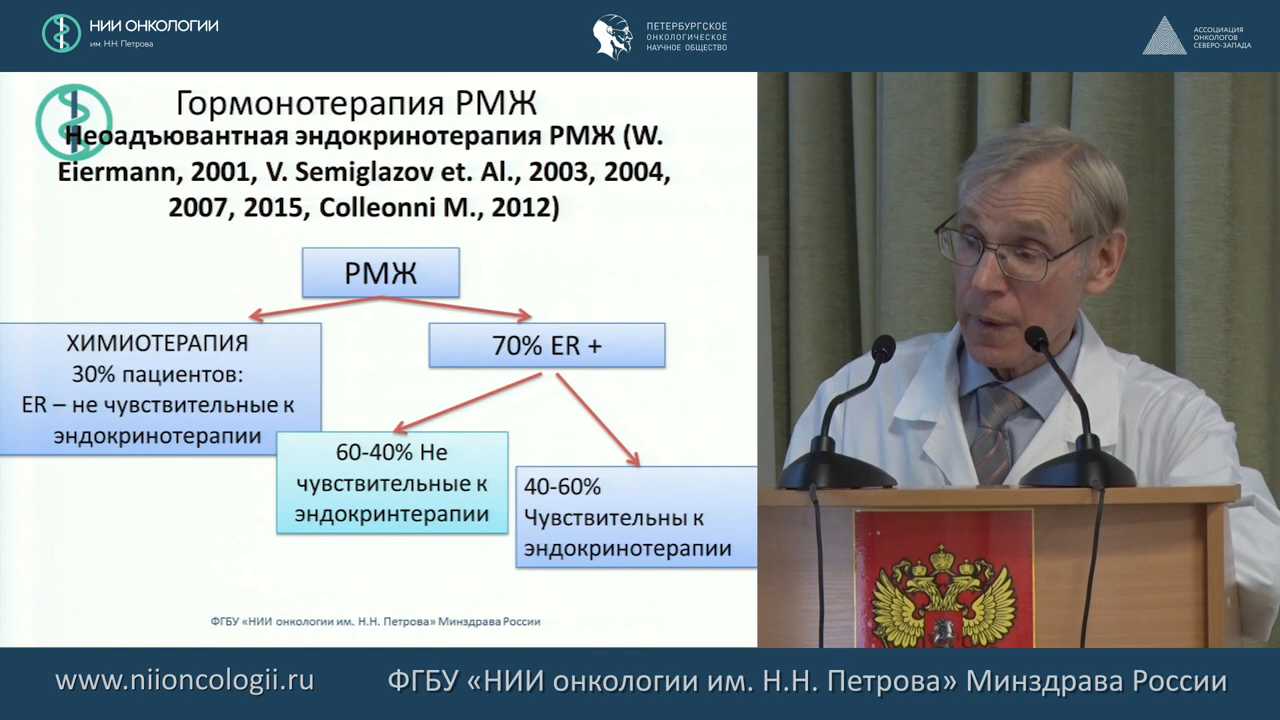 НИИ ОНКОЛОГИИ
им. Н.Н. Петрова
ПЕТЕРБУРГСКОЕ
ОНКОЛОГИЧЕСКОЕ
НАУЧНОЕ ОБЩЕСТВО
АССОЦИАЦИЯ
ОНКОЛОГОВ
СЕВЕРО-ЗАПАДА
Гормонотерапия РМЖ
Неоадъювантная эндокринотерапия РМЖ (W.
Eiermann, 2001, V. Semiglazov et. Al., 2003, 2004,
2007, 2015, Colleonni M., 2012)
РМЖ
ХИМИОТЕРАПИЯ
30% пациентов:
ER – не чувствительные к
эндокринотерапии
70% ER +
60-40% Не
чувствительные к
эндокринтерапии
40-60%
Чувствительны к
эндокринотерапии
ФГБУ «НИИ онкологии им. Н.Н. Петрова» Минздрава России
www.niioncologii.ru
ФГБУ «НИИ онкологии им. Н.Н. Петрова» Минздрава России